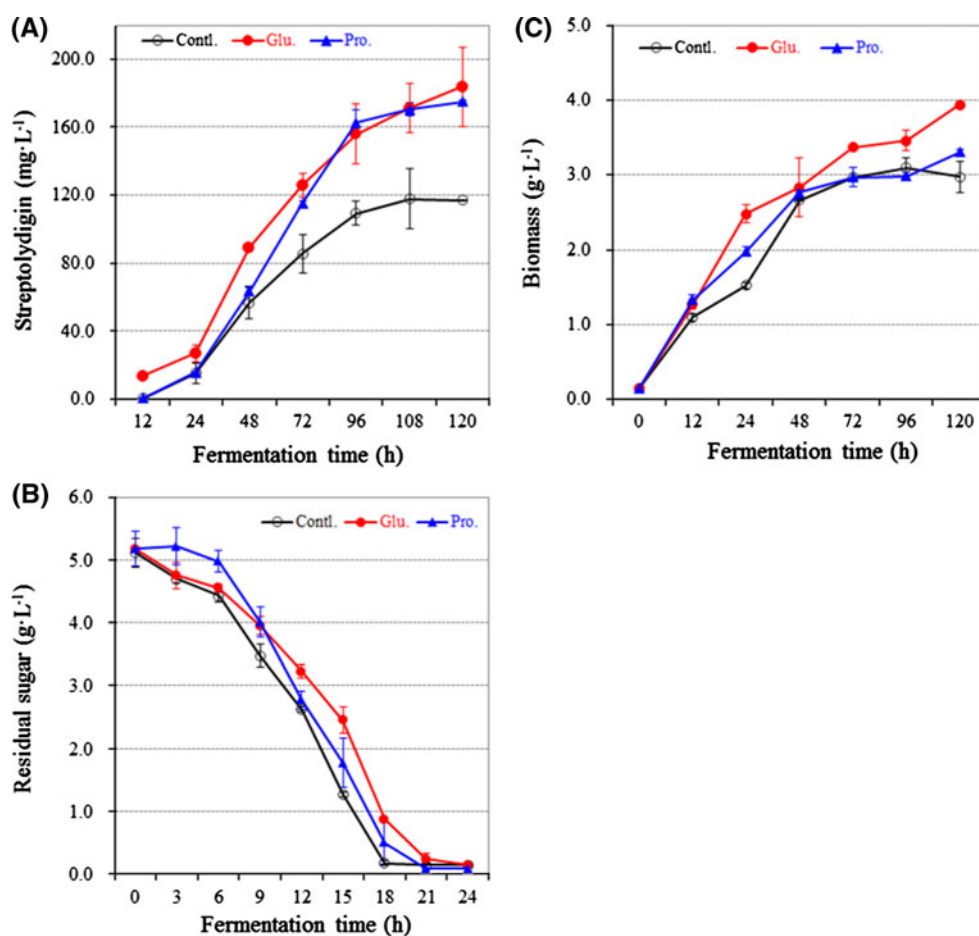 (A)
Contl. Glu. Pro.
200.0
160.0
120.0
80.0
40.0
0.0
Streptolydigin (mg·L⁻¹)
12 24 48 72 96 108 120
Fermentation time (h)
(C)
5.0
Contl. Glu. Pro.
4.0
3.0
2.0
1.0
0.0
Biomass (g·L⁻¹)
0 12 24 48 72 96 120
Fermentation time (h)
(B)
6.0
Contl. Glu. Pro.
5.0
4.0
3.0
2.0
1.0
0.0
Residual sugar (g·L⁻¹)
0 3 6 9 12 15 18 21 24
Fermentation time (h)